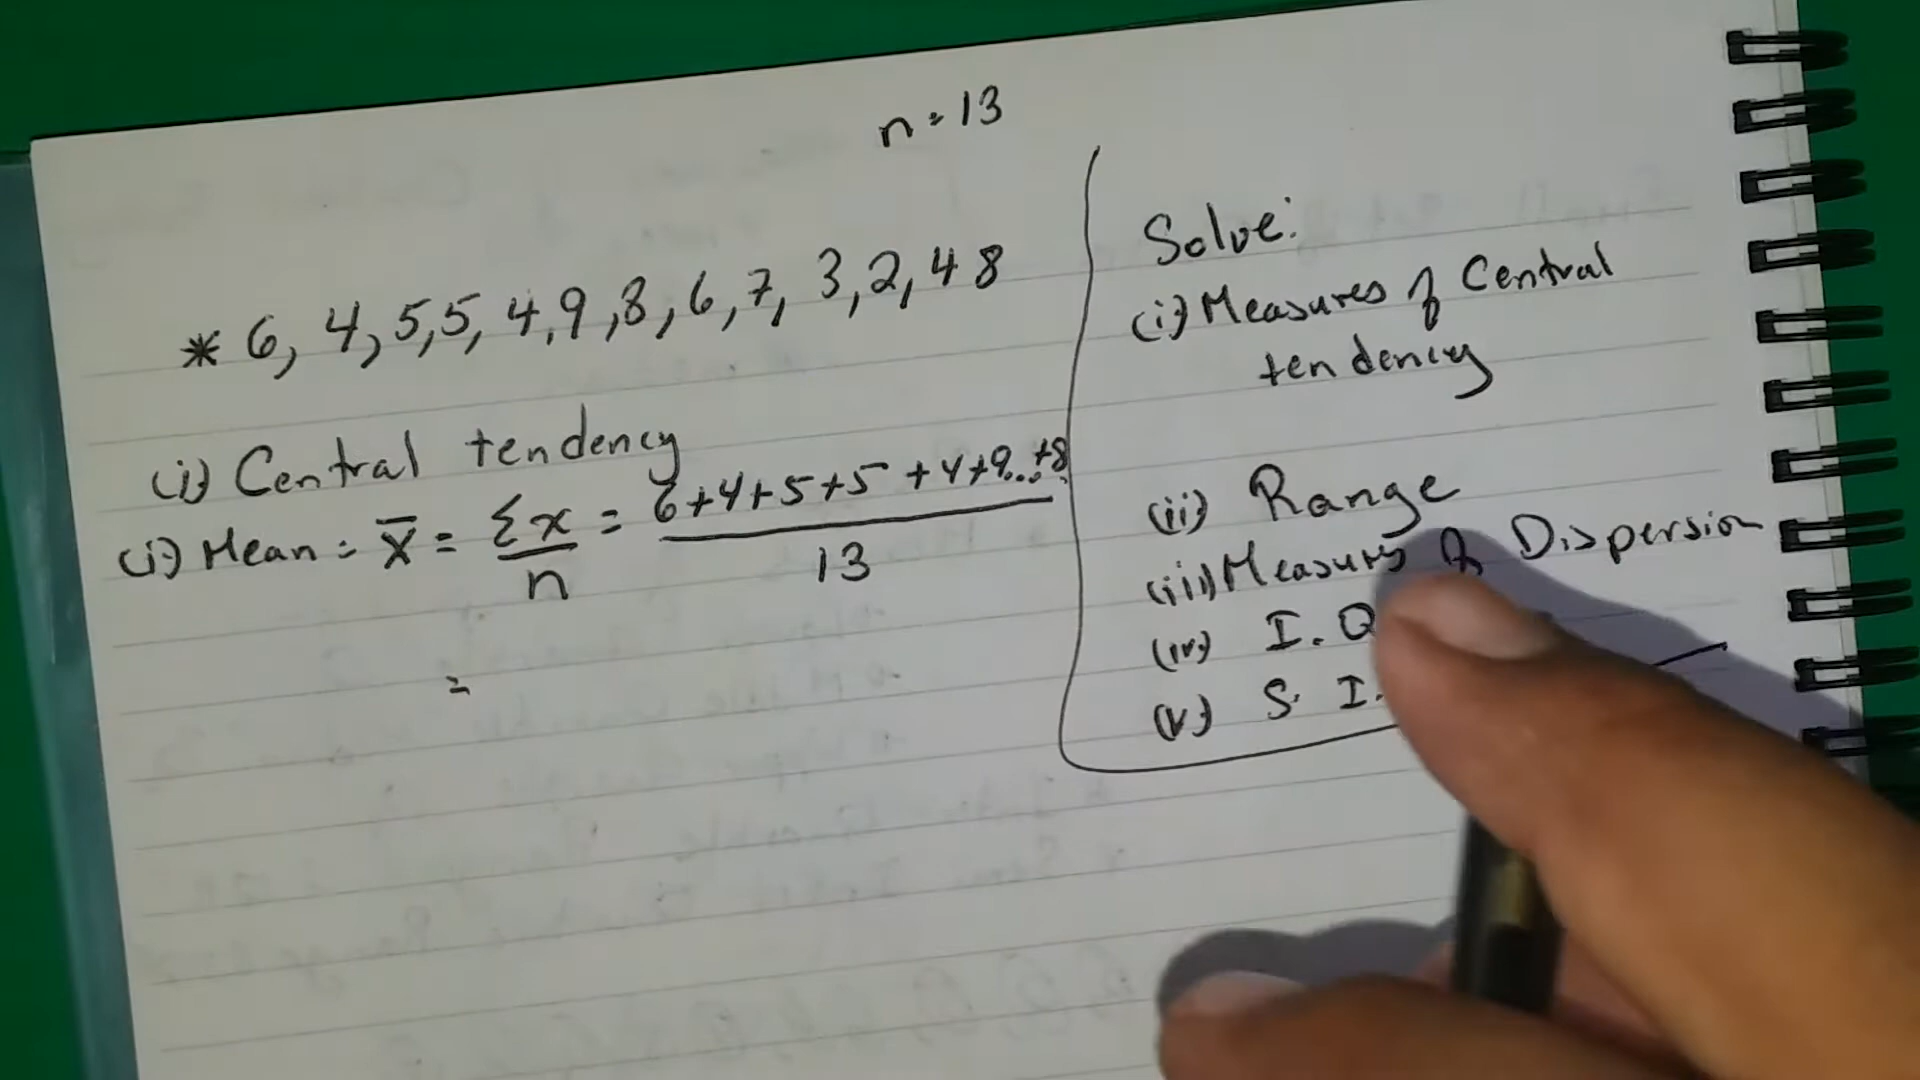 n = 13
* 6, 4, 5, 5, 4, 9, 8, 6, 7, 3, 2, 4 8
(i) Central tendency
(i) Mean = x̄ = Σx/n = 6+4+5+5+4+9...+8/13
=
Solve:
(i) Measures of Central
tendency
(ii) Range
(iii) Measures of Dispersion
(iv) I. Q
(v) S. I.